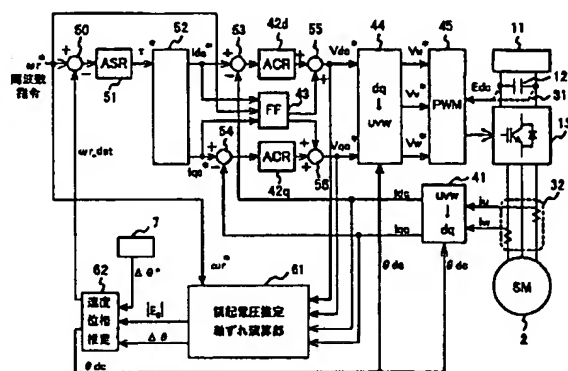 ωr*
周波数
指令
50
ASR
51
τ*
52
Idc*
Iqc*
53
42d
ACR
55
43
FF
54
ACR
42q
56
Vdc*
Vqc*
44
dq
↓
uvw
Vu*
Vv*
Vw*
45
PWM
11
12
Edc
31
13
Idc
Iqc
41
uvw
↓
dq
Iu
Iw
32
SM
2
θdc
θdc
ωr_dst
7
Δθ*
62
速度
位相
推定
θdc
|E0|
Δθ
ωr*
61
誘起電圧推定
軸ずれ演算部